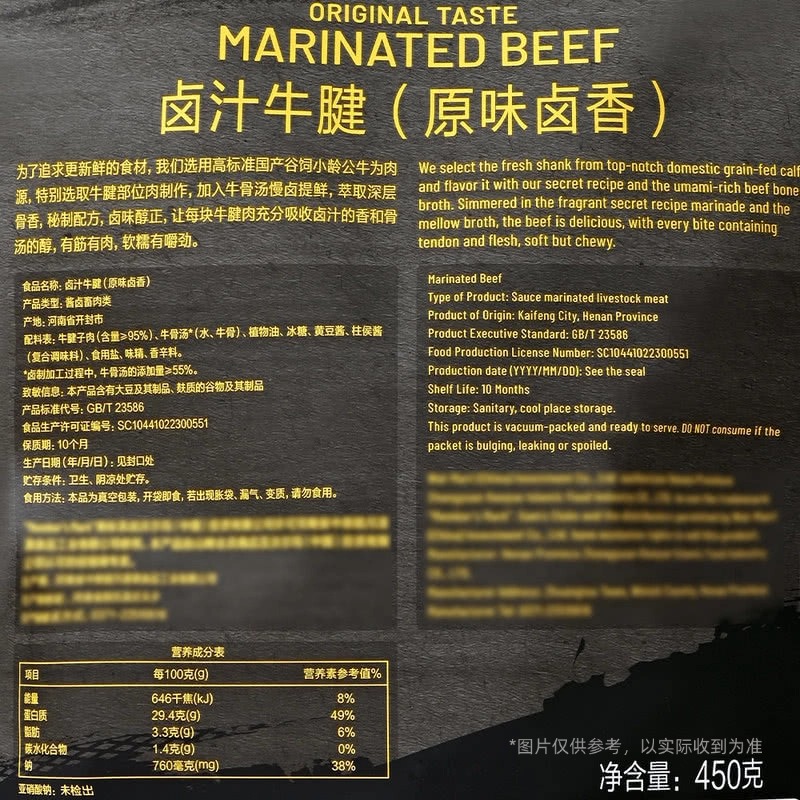 ORIGINAL TASTE
MARINATED BEEF
卤汁牛腱（原味卤香）
为了追求更新鲜的食材，我们选用高标准国产谷饲小龄公牛为肉
源，特别选取牛腱部位肉制作，加入牛骨汤慢卤提鲜，萃取深层
骨香，秘制配方，卤味醇正，让每块牛腱肉充分吸收卤汁的香和骨
汤的醇，有筋有肉，软糯有嚼劲。
We select the fresh shank from top-notch domestic grain-fed calf
and flavor it with our secret recipe and the umami-rich beef bone
broth. Simmered in the fragrant secret recipe marinade and the
mellow broth, the beef is delicious, with every bite containing
tendon and flesh, soft but chewy.
食品名称：卤汁牛腱（原味卤香）
产品类型：酱卤畜肉类
产地：河南省开封市
配料表：牛腱子肉（含量≥95%）、牛骨汤*（水、牛骨）、植物油、冰糖、黄豆酱、柱侯酱
（复合调味料）、食用盐、味精、香辛料。
*卤制加工过程中，牛骨汤的添加量≥55%。
致敏信息：本产品含有大豆及其制品、麸质的谷物及其制品
产品标准代号：GB/T 23586
食品生产许可证编号：SC10441022300551
保质期：10个月
生产日期（年/月/日）：见封口处
贮存条件：卫生、阴凉处贮存。
食用方法：本品为真空包装，开袋即食，若出现胀袋、漏气、变质，请勿食用。
Marinated Beef
Type of Product: Sauce marinated livestock meat
Product of Origin: Kaifeng City, Henan Province
Product Executive Standard: GB/T 23586
Food Production License Number: SC10441022300551
Production date (YYYY/MM/DD): See the seal
Shelf Life: 10 Months
Storage: Sanitary, cool place storage.
This product is vacuum-packed and ready to serve. DO NOT consume if the
packet is bulging, leaking or spoiled.
营养成分表
项目 每100克(g) 营养素参考值%
能量 646千焦(kJ) 8%
蛋白质 29.4克(g) 49%
脂肪 3.3克(g) 6%
碳水化合物 1.4克(g) 0%
钠 760毫克(mg) 38%
亚硝酸钠：未检出
*图片仅供参考，以实际收到为准
净含量：450克